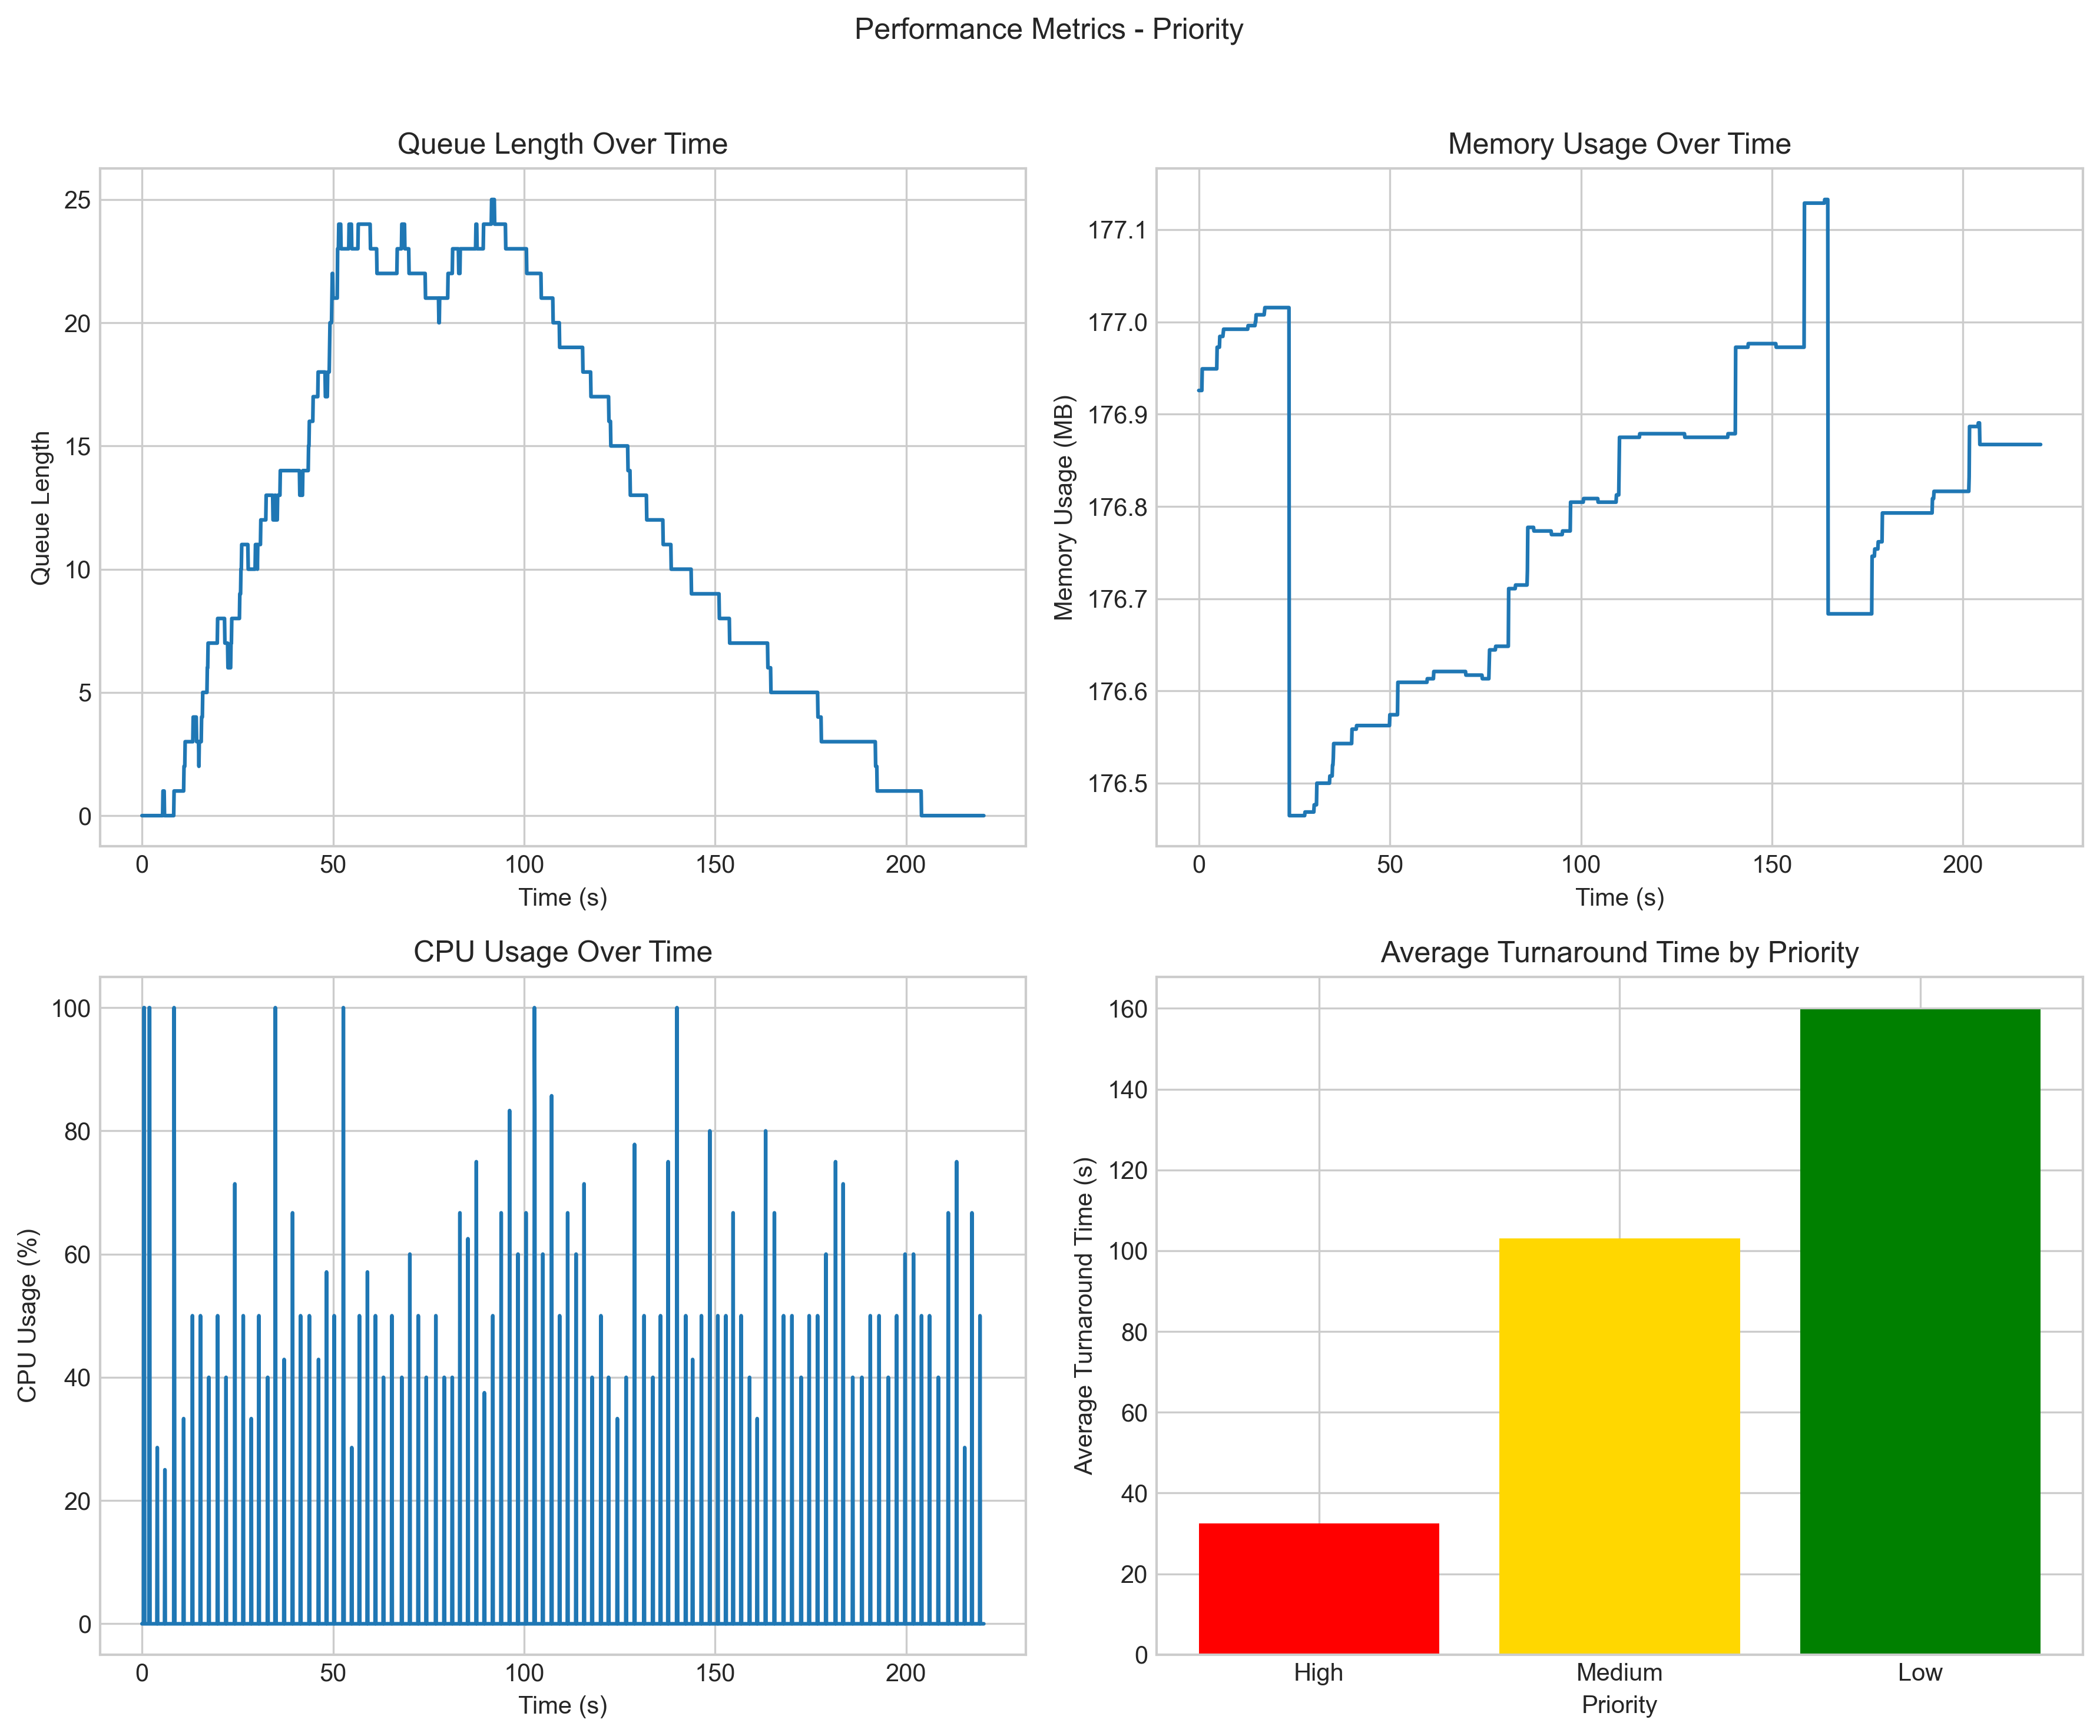 Performance Metrics - Priority
Queue Length Over Time
25
20
15
10
5
0
Queue Length
0 50 100 150 200
Time (s)
Memory Usage Over Time
177.1
177.0
176.9
176.8
176.7
176.6
176.5
Memory Usage (MB)
0 50 100 150 200
Time (s)
CPU Usage Over Time
100
80
60
40
20
0
CPU Usage (%)
0 50 100 150 200
Time (s)
Average Turnaround Time by Priority
160
140
120
100
80
60
40
20
0
Average Turnaround Time (s)
High Medium Low
Priority